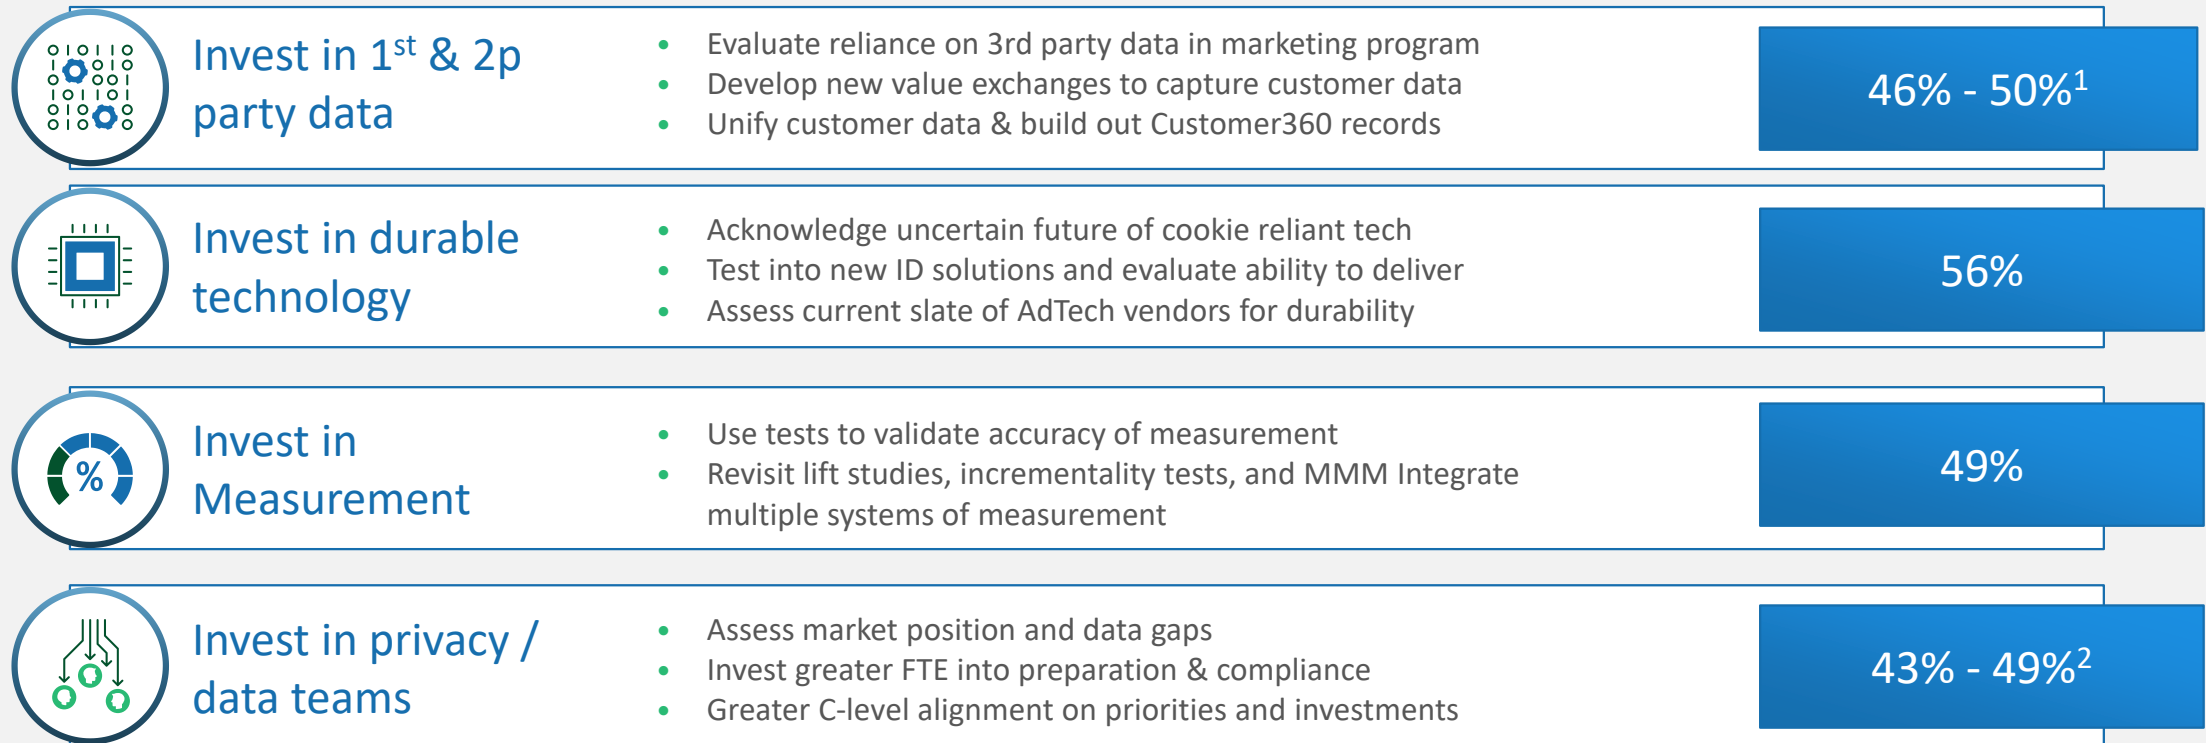 Invest in 1st & 2p
party data
• Evaluate reliance on 3rd party data in marketing program
• Develop new value exchanges to capture customer data
• Unify customer data & build out Customer360 records
46% - 50%1
Invest in durable
technology
• Acknowledge uncertain future of cookie reliant tech
• Test into new ID solutions and evaluate ability to deliver
• Assess current slate of AdTech vendors for durability
56%
%
Invest in
Measurement
• Use tests to validate accuracy of measurement
• Revisit lift studies, incrementality tests, and MMM Integrate
multiple systems of measurement
49%
Invest in privacy /
data teams
• Assess market position and data gaps
• Invest greater FTE into preparation & compliance
• Greater C-level alignment on priorities and investments
43% - 49%2